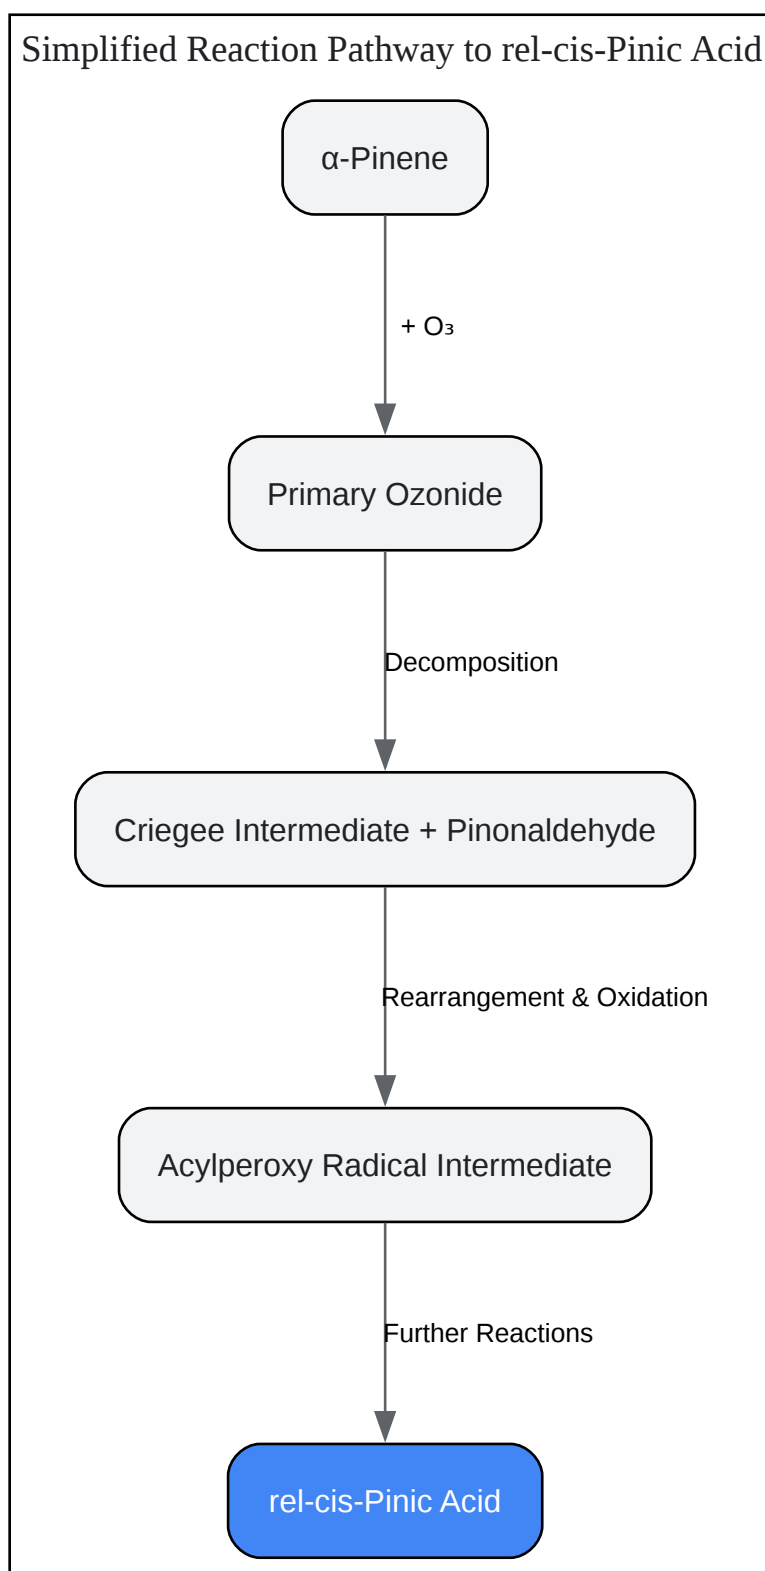 Simplified Reaction Pathway to rel-cis-Pinic Acid
α-Pinene
+ O₃
Primary Ozonide
Decomposition
Criegee Intermediate + Pinonaldehyde
Rearrangement & Oxidation
Acylperoxy Radical Intermediate
Further Reactions
rel-cis-Pinic Acid